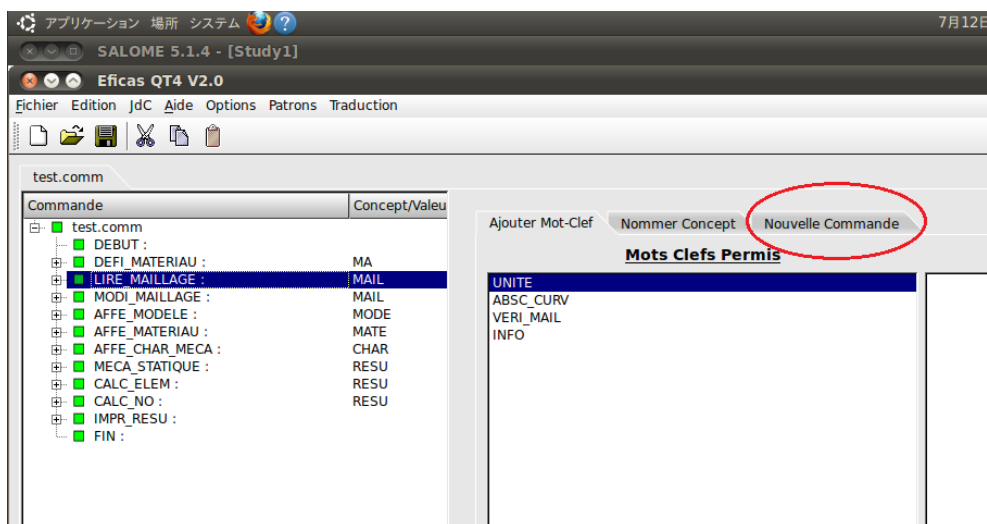 アプリケーション 場所 システム ? 7月12日
SALOME 5.1.4 - [Study1]
Eficas QT4 V2.0
Fichier Edition JdC Aide Options Patrons Traduction
test.comm
Commande Concept/Valeu
test.comm
DEBUT :
DEFI_MATERIAU : MA
LIRE_MAILLAGE : MAIL
MODI_MAILLAGE : MAIL
AFFE_MODELE : MODE
AFFE_MATERIAU : MATE
AFFE_CHAR_MECA : CHAR
MECA_STATIQUE : RESU
CALC_ELEM : RESU
CALC_NO : RESU
IMPR_RESU :
FIN :
Ajouter Mot-Clef Nommer Concept Nouvelle Commande
Mots Clefs Permis
UNITE
ABSC_CURV
VERI_MAIL
INFO